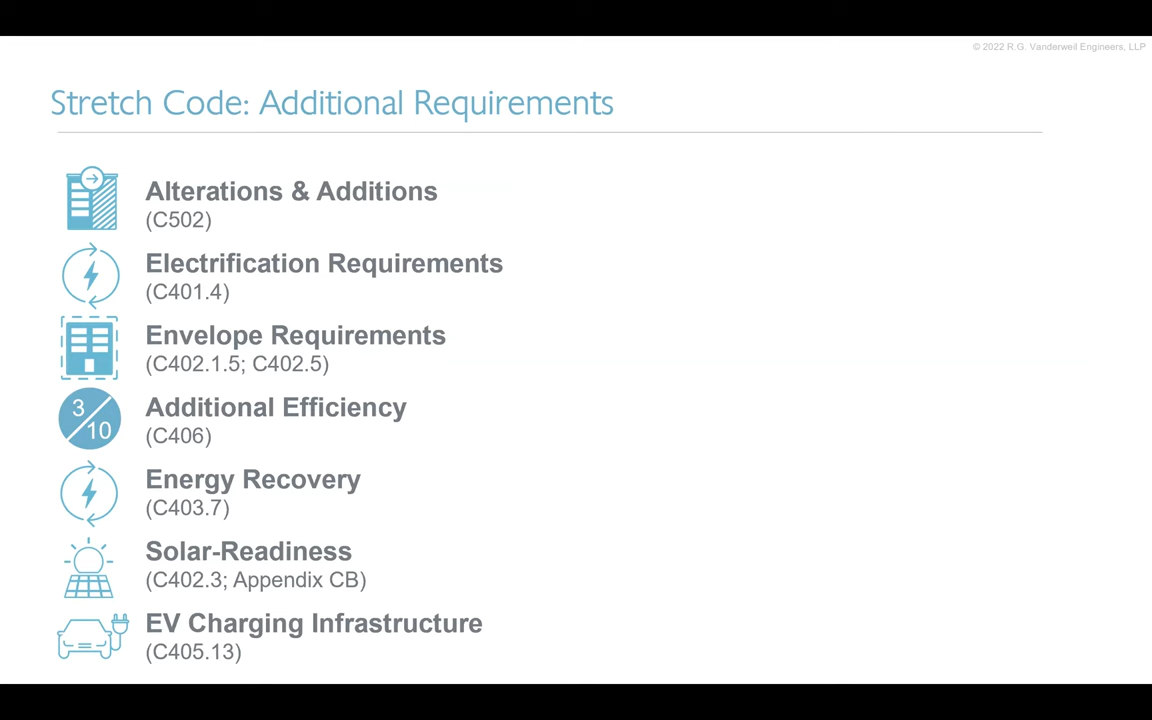 © 2022 R.G. Vanderweil Engineers, LLP
Stretch Code: Additional Requirements
Alterations & Additions
(C502)
Electrification Requirements
(C401.4)
Envelope Requirements
(C402.1.5; C402.5)
3/10
Additional Efficiency
(C406)
Energy Recovery
(C403.7)
Solar-Readiness
(C402.3; Appendix CB)
EV Charging Infrastructure
(C405.13)